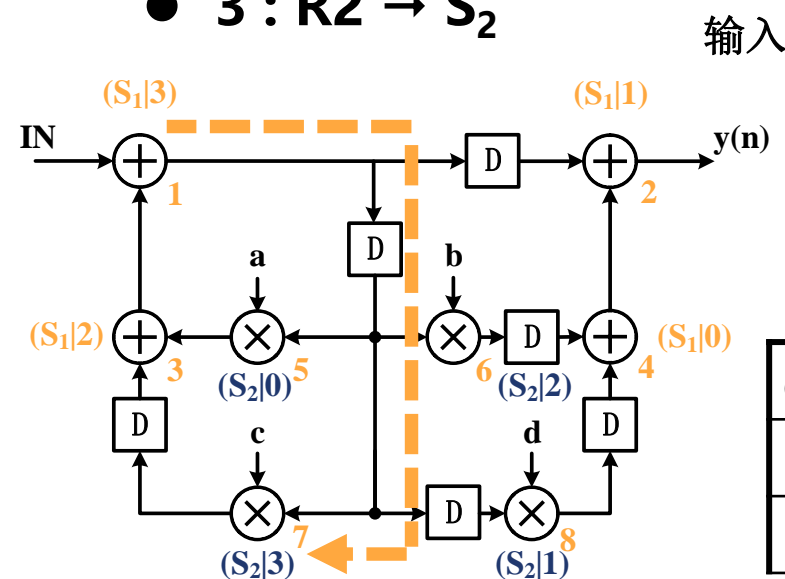 ● 3 : R2 → S₂
输入
(S₁|3)
(S₁|1)
IN
D
y(n)
1
2
D
a
b
(S₁|2)
D
(S₁|0)
3
5
6
4
(S₂|0)
(S₂|2)
D
c
d
D
D
7
8
(S₂|3)
(S₂|1)